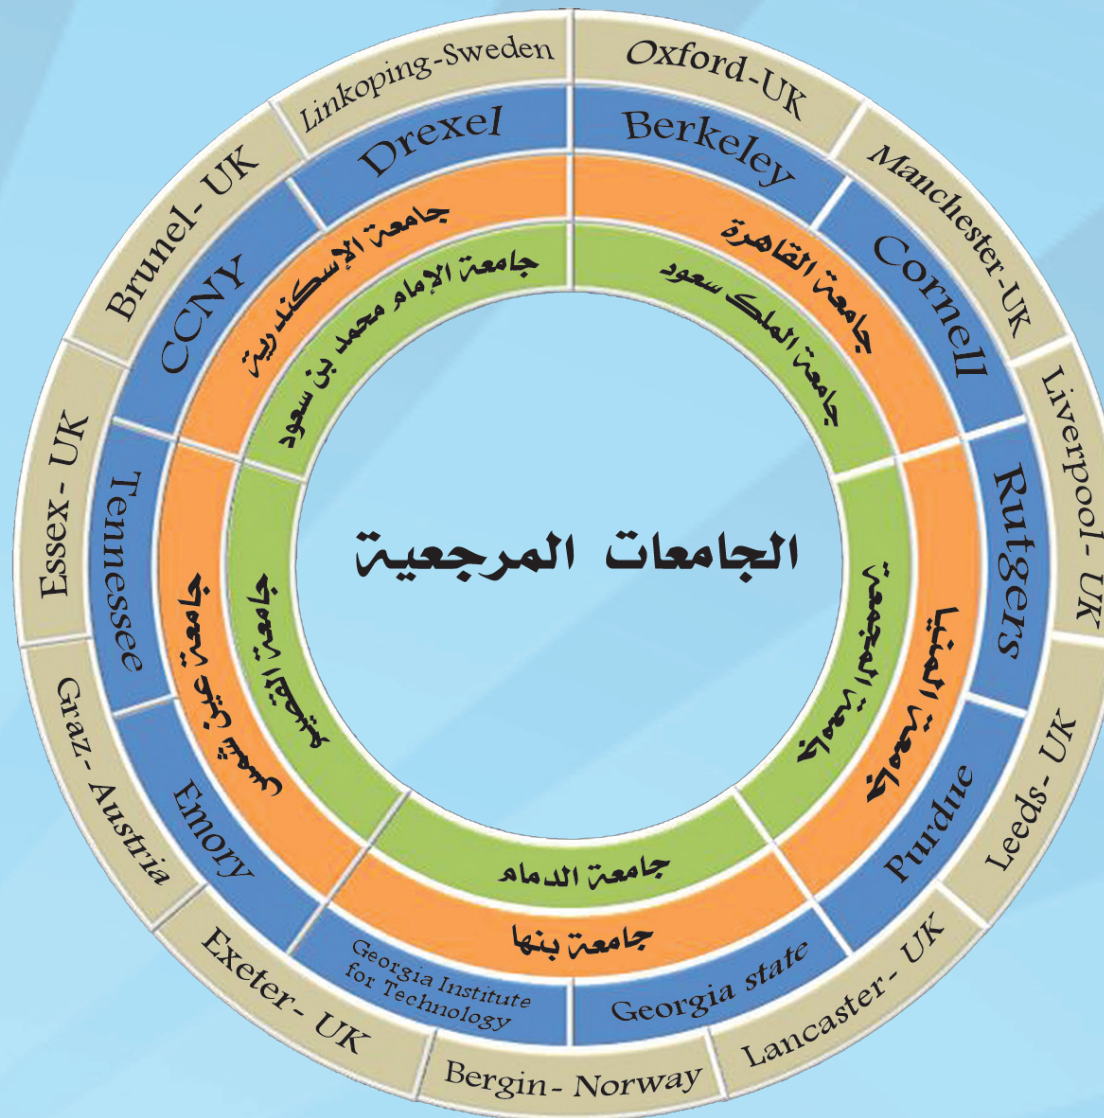 الجامعات المرجعية
Oxford-UK
Manchester-UK
Liverpool- UK
Leeds- UK
Lancaster- UK
Bergin- Norway
Exeter- UK
Graz- Austria
Essex- UK
Brunel- UK
Linkoping-Sweden
Berkeley
Cornell
Rutgers
Purdue
Georgia state
Georgia Institute
for Technology
Emory
Tennessee
CCNY
Drexel
جامعة القاهرة
جامعة المنيا
جامعة بنها
جامعة عين شمس
جامعة الإسكندرية
جامعة الملك سعود
جامعة المجمعة
جامعة الدمام
جامعة القصيم
جامعة الإمام محمد بن سعود